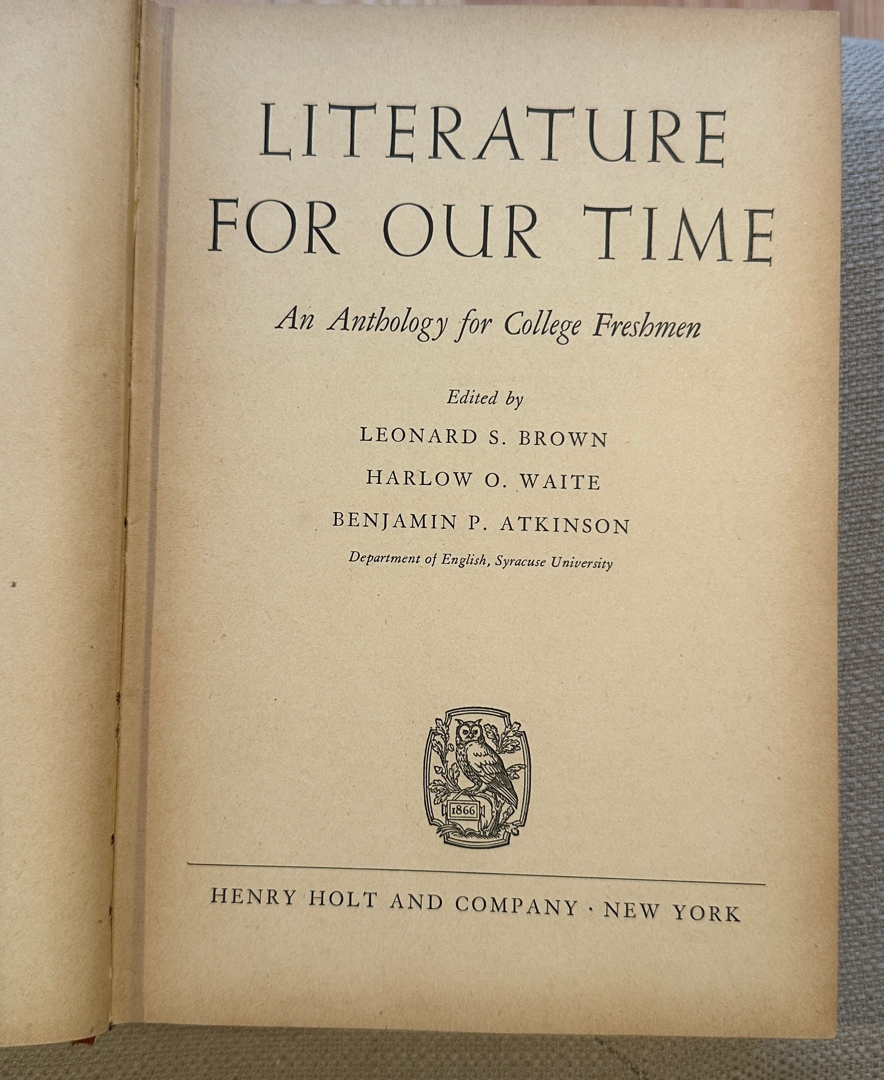 LITERATURE
FOR OUR TIME
An Anthology for College Freshmen
Edited by
LEONARD S. BROWN
HARLOW O. WAITE
BENJAMIN P. ATKINSON
Department of English, Syracuse University
1866
HENRY HOLT AND COMPANY · NEW YORK